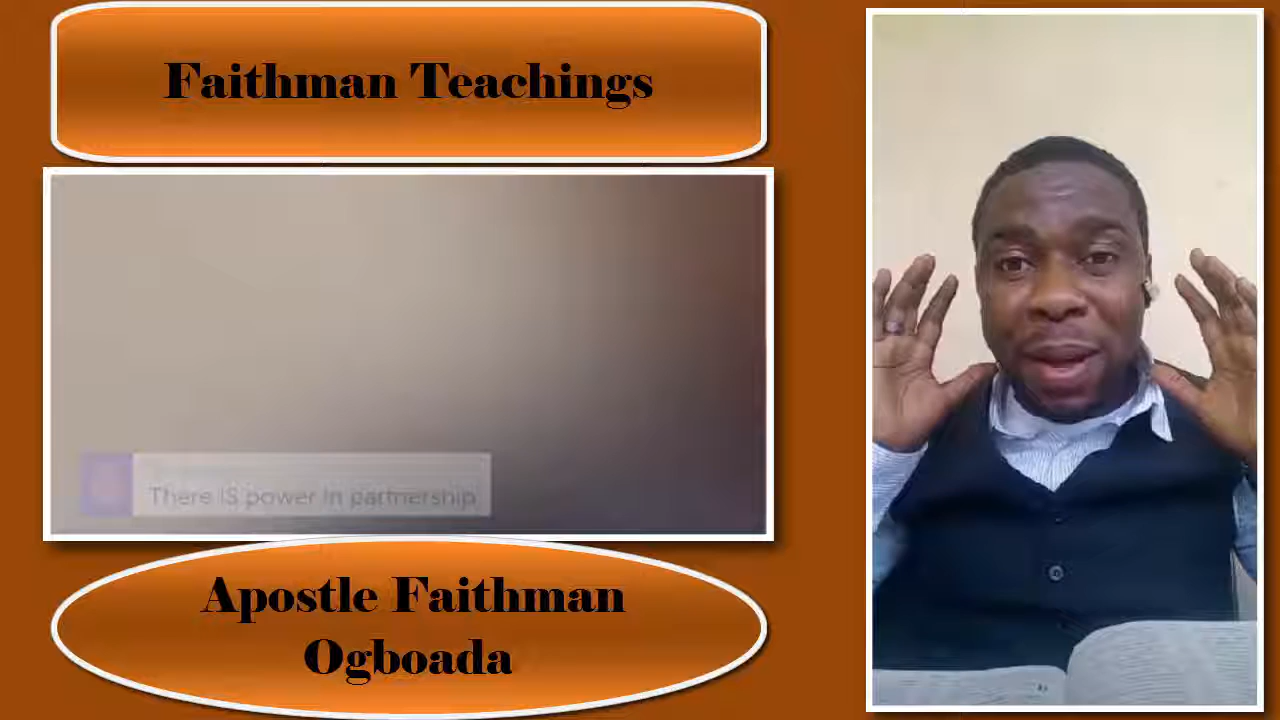 Faithman Teachings
There IS power in partnership
Apostle Faithman
Ogboada